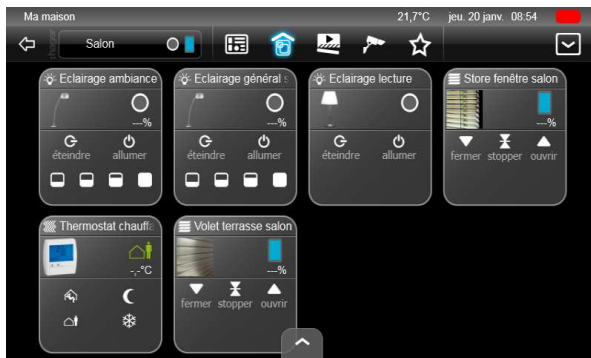 Ma maison 21,7°C jeu. 20 janv. 08:54
Salon
Eclairage ambiance
---%
éteindre allumer
Eclairage général s
---%
éteindre allumer
Eclairage lecture
éteindre allumer
Store fenêtre salon
---%
fermer stopper ouvrir
Thermostat chauffa
-,-°C
Volet terrasse salon
---%
fermer stopper ouvrir